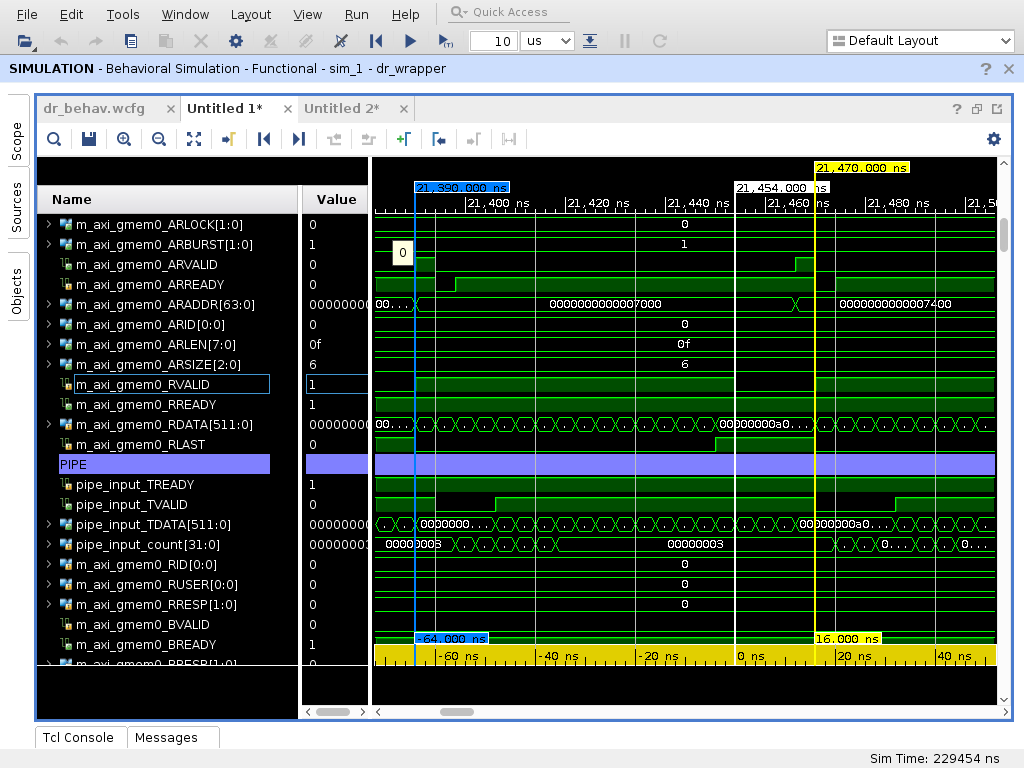 File Edit Tools Window Layout View Run Help Quick Access
10 us Default Layout
SIMULATION - Behavioral Simulation - Functional - sim_1 - dr_wrapper ? ×
Scope
Sources
Objects
dr_behav.wcfg × Untitled 1* × Untitled 2* × ?
21,470.000 ns
21,390.000 ns 21,454.000 ns
Name Value 21,400 ns 21,420 ns 21,440 ns 21,460 ns 21,480 ns 21,50
m_axi_gmem0_ARLOCK[1:0] 0 0
m_axi_gmem0_ARBURST[1:0] 1 1
0
m_axi_gmem0_ARVALID 0
m_axi_gmem0_ARREADY 0
m_axi_gmem0_ARADDR[63:0] 00000000 00... 0000000000007000 0000000000007400
m_axi_gmem0_ARID[0:0] 0 0
m_axi_gmem0_ARLEN[7:0] 0f 0f
m_axi_gmem0_ARSIZE[2:0] 6 6
m_axi_gmem0_RVALID 1
m_axi_gmem0_RREADY 1
m_axi_gmem0_RDATA[511:0] 00000000 00... 00000000a0...
m_axi_gmem0_RLAST 0
PIPE
pipe_input_TREADY 1
pipe_input_TVALID 0
pipe_input_TDATA[511:0] 00000000 0000000... 00000000a0...
pipe_input_count[31:0] 0000000 00000003 00000003 0... 0...
m_axi_gmem0_RID[0:0] 0 0
m_axi_gmem0_RUSER[0:0] 0 0
m_axi_gmem0_RRESP[1:0] 0 0
m_axi_gmem0_BVALID 0
m_axi_gmem0_BREADY 1 -64.000 ns 16.000 ns
m_axi_gmem0_BRESP[1:0] 0 -60 ns -40 ns -20 ns 0 ns 20 ns 40 ns
Tcl Console Messages
Sim Time: 229454 ns